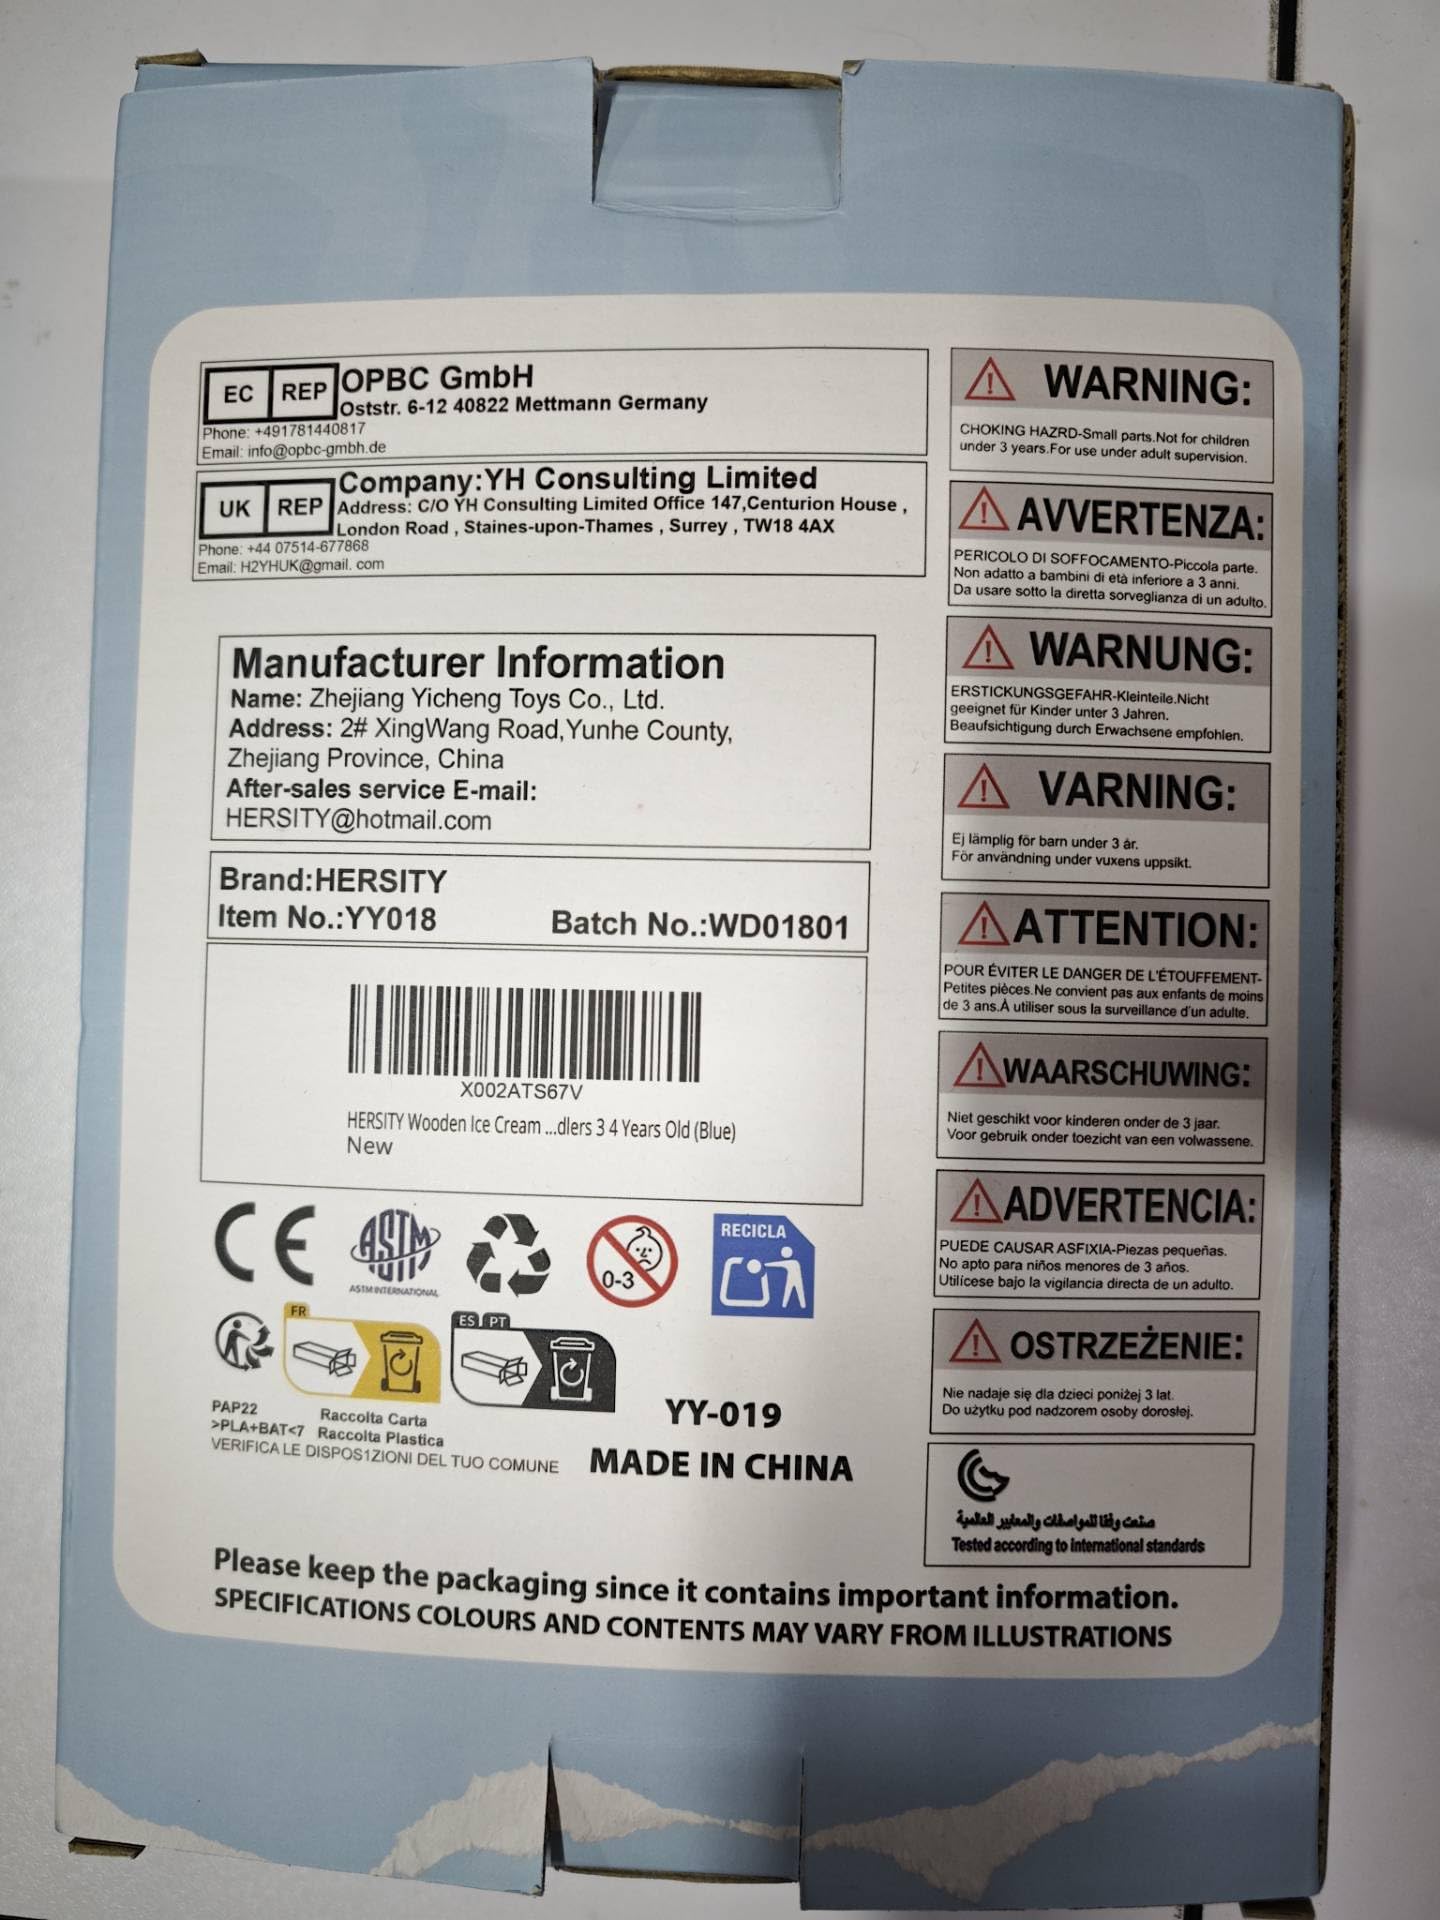 EC REP OPBC GmbH
Oststr. 6-12 40822 Mettmann Germany
Phone: +491781440817
Email: info@opbc-gmbh.de
UK REP Company:YH Consulting Limited
Address: C/O YH Consulting Limited Office 147,Centurion House ,
London Road , Staines-upon-Thames , Surrey , TW18 4AX
Phone: +44 07514-677868
Email: H2YHUK@gmail. com
Manufacturer Information
Name: Zhejiang Yicheng Toys Co., Ltd.
Address: 2# XingWang Road,Yunhe County,
Zhejiang Province, China
After-sales service E-mail:
HERSITY@hotmail.com
Brand:HERSITY
Item No.:YY018 Batch No.:WD01801
X002ATS67V
HERSITY Wooden Ice Cream ...dlers 3 4 Years Old (Blue)
New
CE
ASTM
ASTM INTERNATIONAL
0-3
RECICLA
FR
ES PT
PAP22 Raccolta Carta
>PLA+BAT<7 Raccolta Plastica
VERIFICA LE DISPOS1ZIONI DEL TUO COMUNE
YY-019
MADE IN CHINA
WARNING:
CHOKING HAZRD-Small parts.Not for children
under 3 years.For use under adult supervision.
AVVERTENZA:
PERICOLO DI SOFFOCAMENTO-Piccola parte.
Non adatto a bambini di età inferiore a 3 anni.
Da usare sotto la diretta sorveglianza di un adulto.
WARNUNG:
ERSTICKUNGSGEFAHR-Kleinteile.Nicht
geeignet für Kinder unter 3 Jahren.
Beaufsichtigung durch Erwachsene empfohlen.
VARNING:
Ej lämplig för barn under 3 år.
För användning under vuxens uppsikt.
ATTENTION:
POUR ÉVITER LE DANGER DE L'ÉTOUFFEMENT-
Petites pièces.Ne convient pas aux enfants de moins
de 3 ans.À utiliser sous la surveillance d'un adulte.
WAARSCHUWING:
Niet geschikt voor kinderen onder de 3 jaar.
Voor gebruik onder toezicht van een volwassene.
ADVERTENCIA:
PUEDE CAUSAR ASFIXIA-Piezas pequeñas.
No apto para niños menores de 3 años.
Utilícese bajo la vigilancia directa de un adulto.
OSTRZEŻENIE:
Nie nadaje się dla dzieci poniżej 3 lat.
Do użytku pod nadzorem osoby dorosłej.
صنعت وفقا للمواصفات والمعايير العالمية
Tested according to international standards
Please keep the packaging since it contains important information.
SPECIFICATIONS COLOURS AND CONTENTS MAY VARY FROM ILLUSTRATIONS